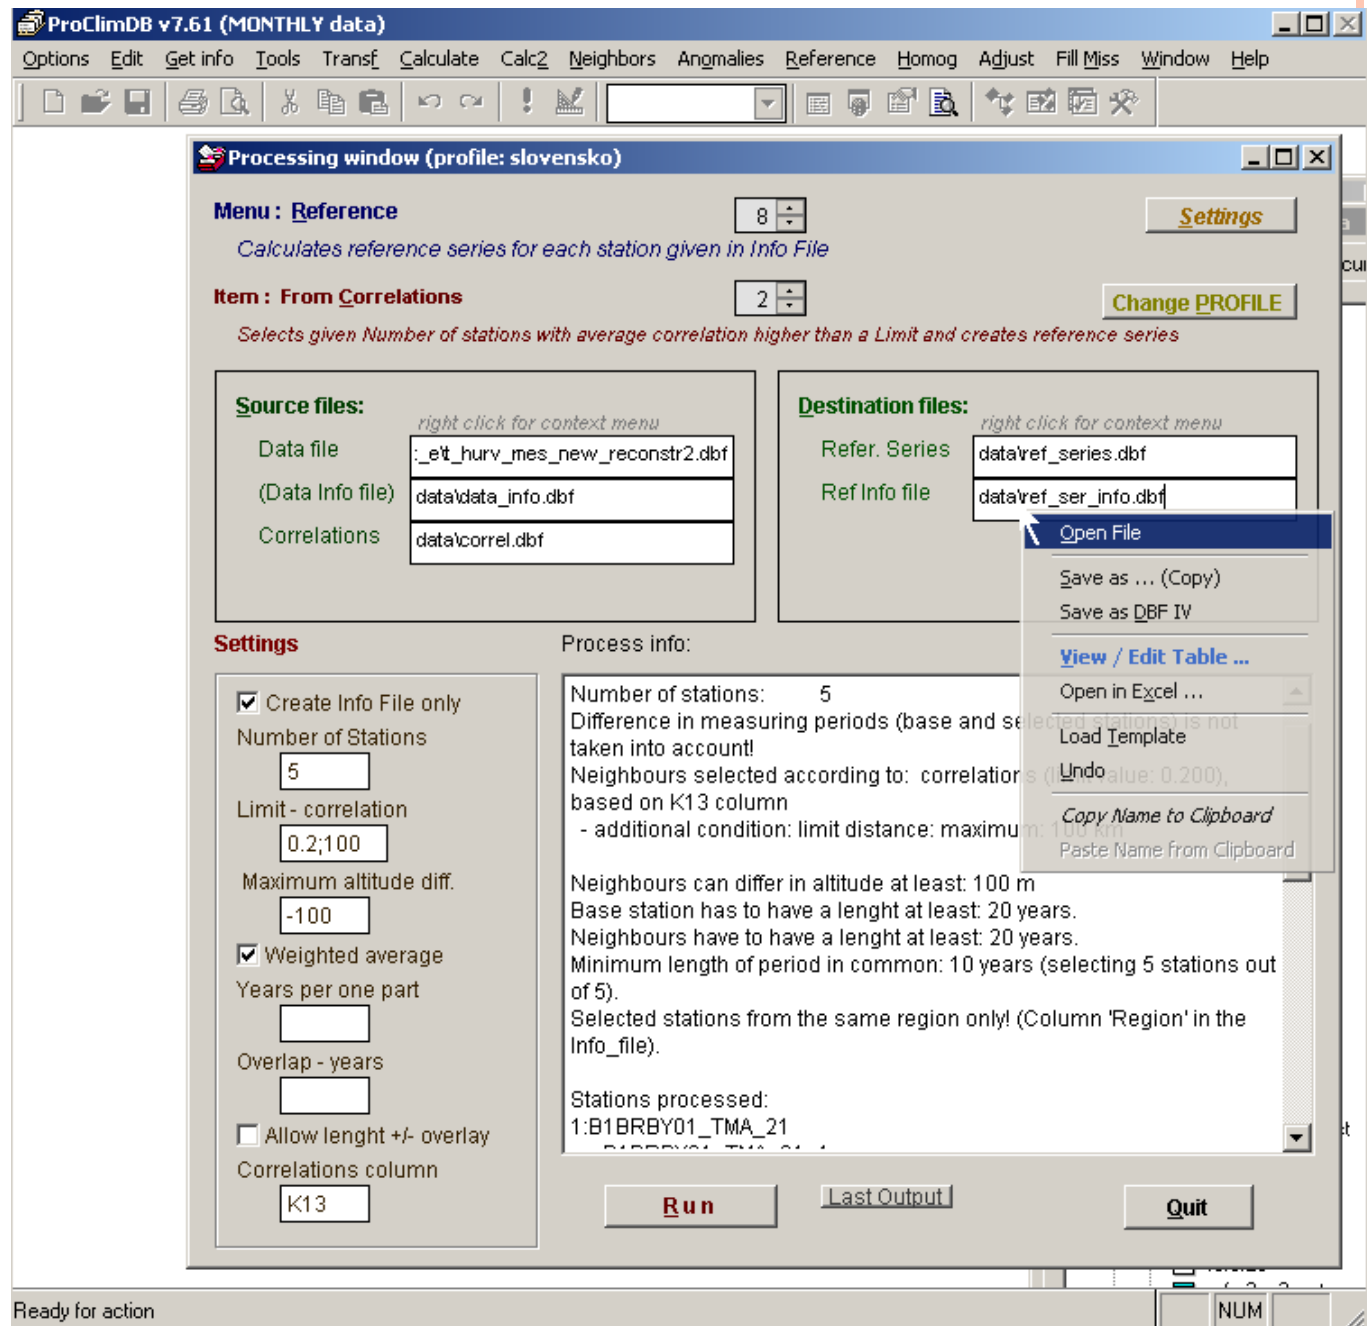 ProClimDB v7.61 (MONTHLY data)
Options Edit Get info Tools Transf Calculate Calc2 Neighbors Anomalies Reference Homog Adjust Fill Miss Window Help
Processing window (profile: slovensko)
Menu : Reference 8 Settings
Calculates reference series for each station given in Info File
Item : From Correlations 2 Change PROFILE
Selects given Number of stations with average correlation higher than a Limit and creates reference series
Source files:
right click for context menu
Data file :_e\t_hurv_mes_new_reconstr2.dbf
(Data Info file) data\data_info.dbf
Correlations data\correl.dbf
Destination files:
right click for context menu
Refer. Series data\ref_series.dbf
Ref Info file data\ref_ser_info.dbf
Open File
Save as ... (Copy)
Save as DBF IV
View / Edit Table ...
Open in Excel ...
Load Template
Undo
Copy Name to Clipboard
Paste Name from Clipboard
Settings
Create Info File only
Number of Stations
5
Limit - correlation
0.2;100
Maximum altitude diff.
-100
Weighted average
Years per one part
Overlap - years
Allow lenght +/- overlay
Correlations column
K13
Process info:
Number of stations: 5
Difference in measuring periods (base and selected stations) is not
taken into account!
Neighbours selected according to: correlations (limit value: 0.200),
based on K13 column
- additional condition: limit distance: maximum: 100 km
Neighbours can differ in altitude at least: 100 m
Base station has to have a lenght at least: 20 years.
Neighbours have to have a lenght at least: 20 years.
Minimum length of period in common: 10 years (selecting 5 stations out
of 5).
Selected stations from the same region only! (Column 'Region' in the
Info_file).
Stations processed:
1:B1BRBY01_TMA_21
Run Last Output Quit
Ready for action NUM